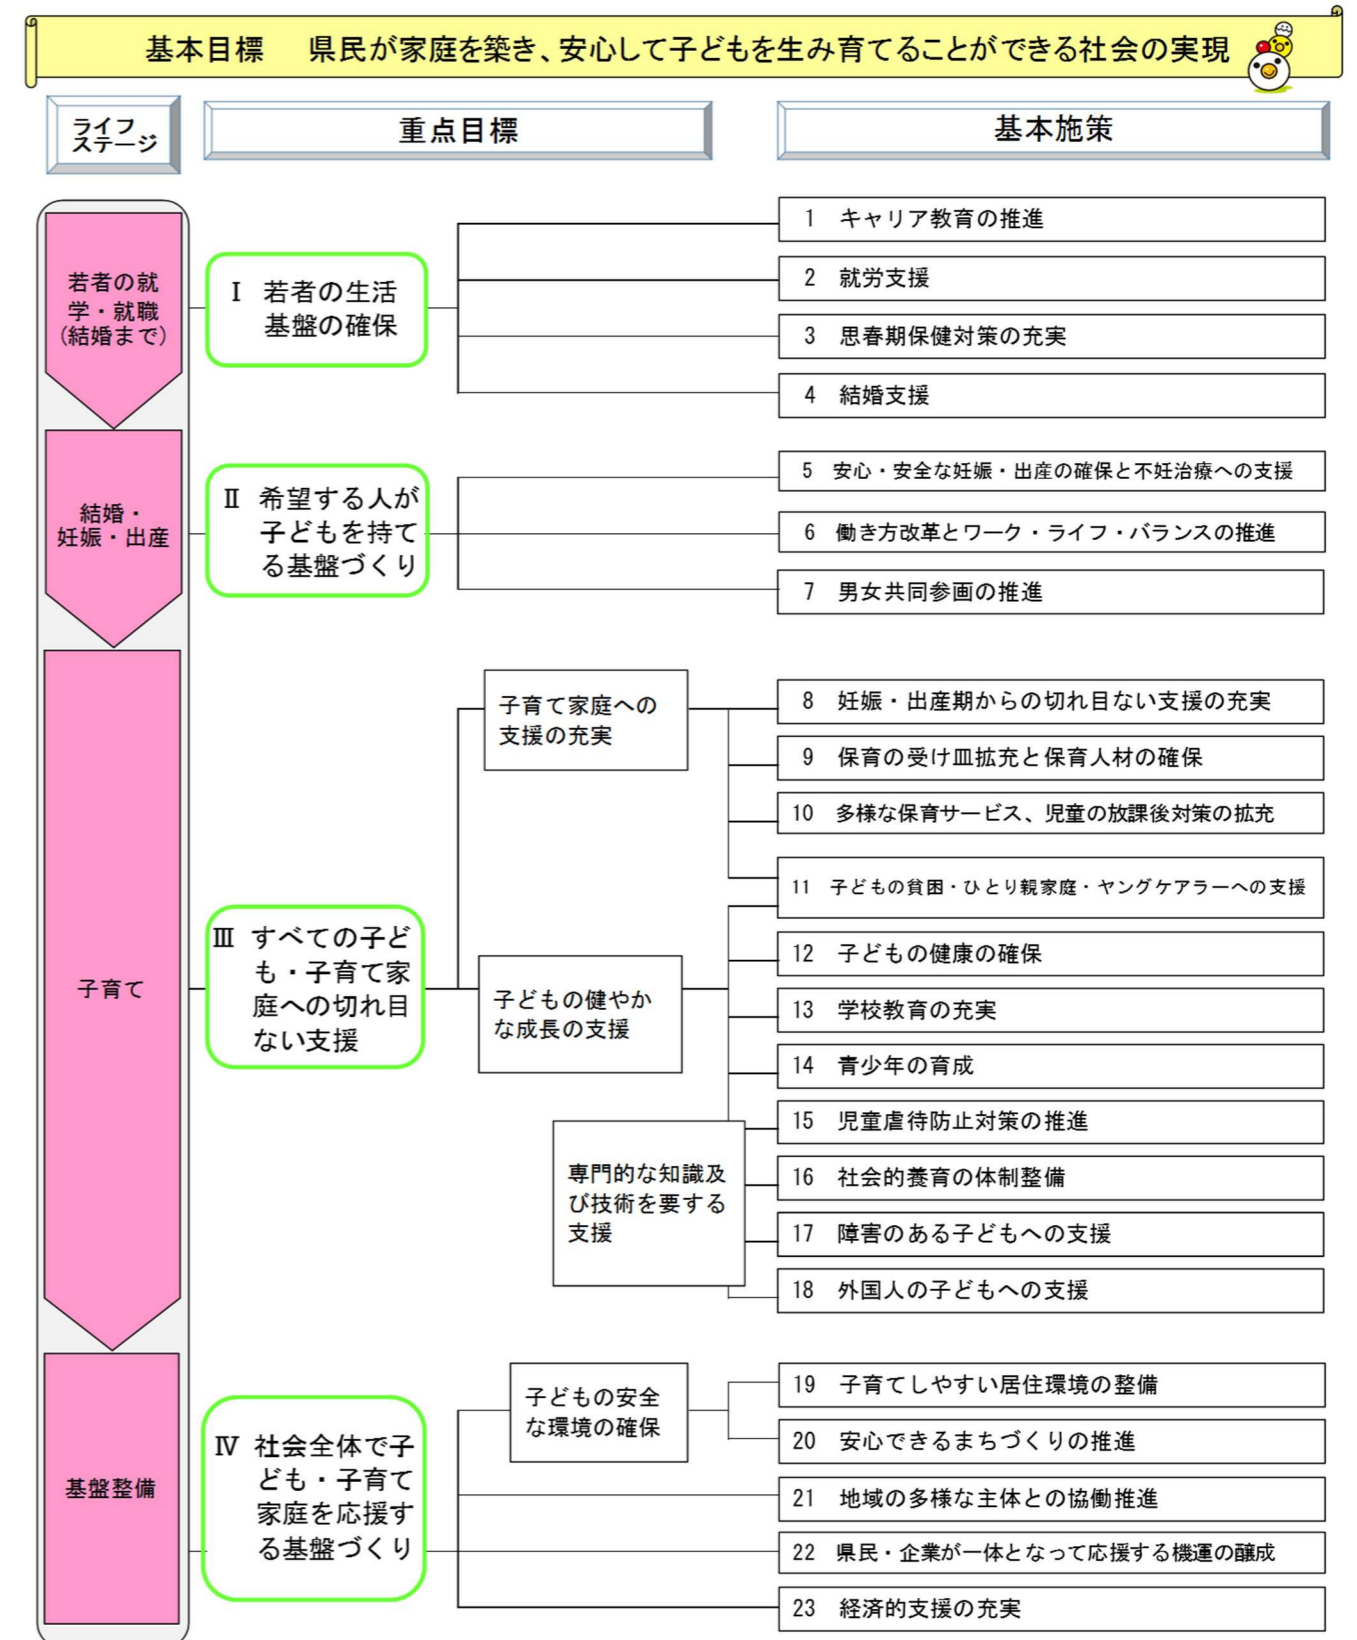 基本目標 県民が家庭を築き、安心して子どもを生み育てることができる社会の実現
ライフ
ステージ
重点目標
基本施策
若者の就
学・就職
(結婚まで)
Ⅰ 若者の生活
基盤の確保
1 キャリア教育の推進
2 就労支援
3 思春期保健対策の充実
4 結婚支援
結婚・
妊娠・出産
Ⅱ 希望する人が
子どもを持て
る基盤づくり
5 安心・安全な妊娠・出産の確保と不妊治療への支援
6 働き方改革とワーク・ライフ・バランスの推進
7 男女共同参画の推進
子育て
Ⅲ すべての子ど
も・子育て家
庭への切れ目
ない支援
子育て家庭への
支援の充実
8 妊娠・出産期からの切れ目ない支援の充実
9 保育の受け皿拡充と保育人材の確保
10 多様な保育サービス、児童の放課後対策の拡充
11 子どもの貧困・ひとり親家庭・ヤングケアラーへの支援
子どもの健やか
な成長の支援
12 子どもの健康の確保
13 学校教育の充実
14 青少年の育成
専門的な知識及
び技術を要する
支援
15 児童虐待防止対策の推進
16 社会的養育の体制整備
17 障害のある子どもへの支援
18 外国人の子どもへの支援
基盤整備
Ⅳ 社会全体で子
ども・子育て
家庭を応援す
る基盤づくり
子どもの安全
な環境の確保
19 子育てしやすい居住環境の整備
20 安心できるまちづくりの推進
21 地域の多様な主体との協働推進
22 県民・企業が一体となって応援する機運の醸成
23 経済的支援の充実